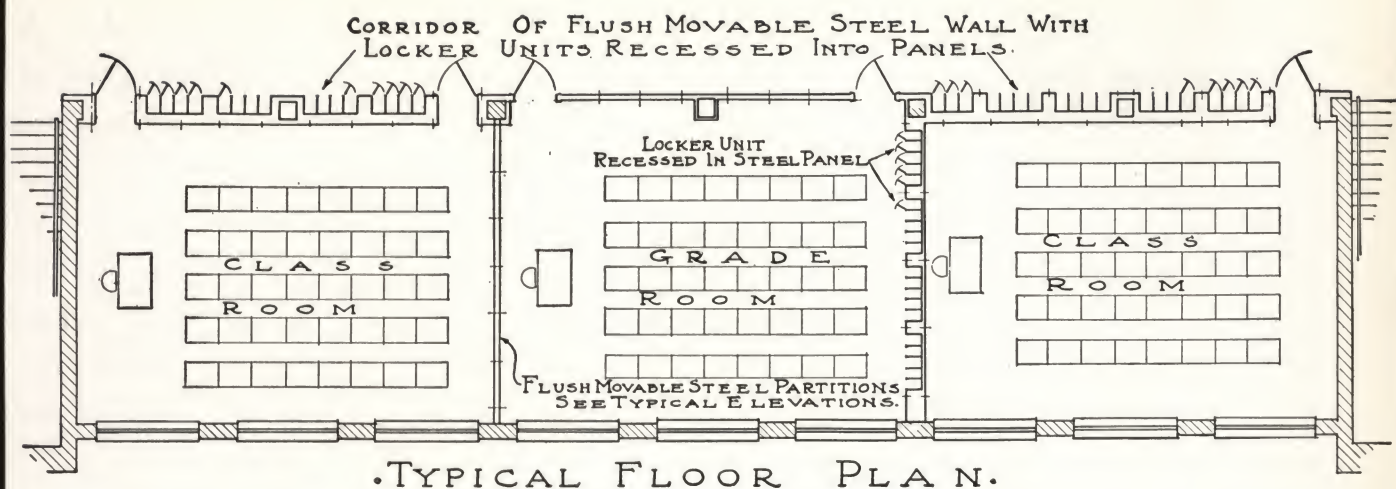 CORRIDOR OF FLUSH MOVABLE STEEL WALL WITH
LOCKER UNITS RECESSED INTO PANELS.
LOCKER UNIT
RECESSED IN STEEL PANEL
CLASS
ROOM
GRADE
ROOM
CLASS
ROOM
FLUSH MOVABLE STEEL PARTITIONS
SEE TYPICAL ELEVATIONS.
.TYPICAL FLOOR PLAN.